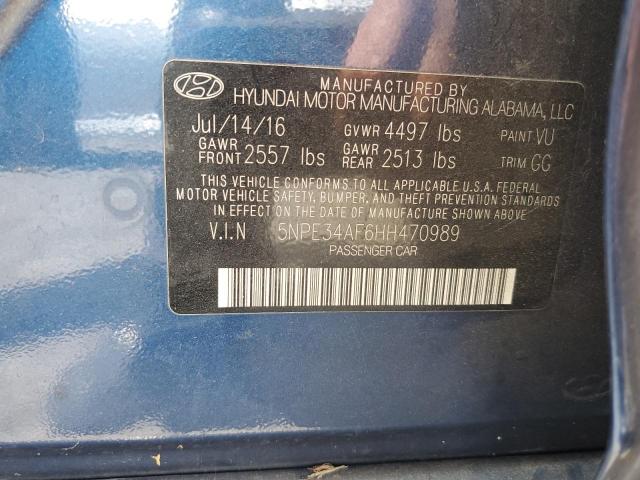 MANUFACTURED BY
HYUNDAI MOTOR MANUFACTURING ALABAMA, LLC
Jul/14/16 GVWR 4497 lbs PAINT VU
GAWR FRONT 2557 lbs GAWR REAR 2513 lbs TRIM GG
THIS VEHICLE CONFORMS TO ALL APPLICABLE U.S.A. FEDERAL
MOTOR VEHICLE SAFETY, BUMPER, AND THEFT PREVENTION
STANDARDS IN EFFECT ON THE DATE OF MANUFACTURE SHOWN ABOVE
V.I.N 5NPE34AF6HH470989
PASSENGER CAR